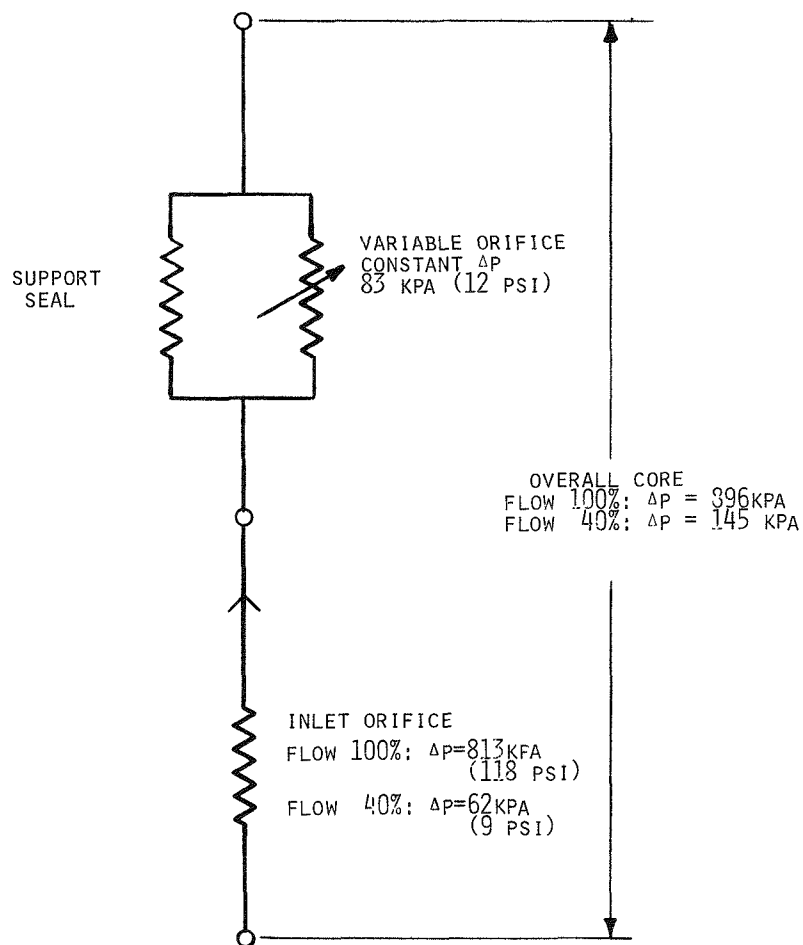 SUPPORT
SEAL
VARIABLE ORIFICE
CONSTANT ΔP
83 KPA (12 PSI)
OVERALL CORE
FLOW 100%: ΔP = 896KPA
FLOW 40%: ΔP = 145 KPA
INLET ORIFICE
FLOW 100%: ΔP=813KFA
(118 PSI)
FLOW 40%: ΔP=62KPA
(9 PSI)